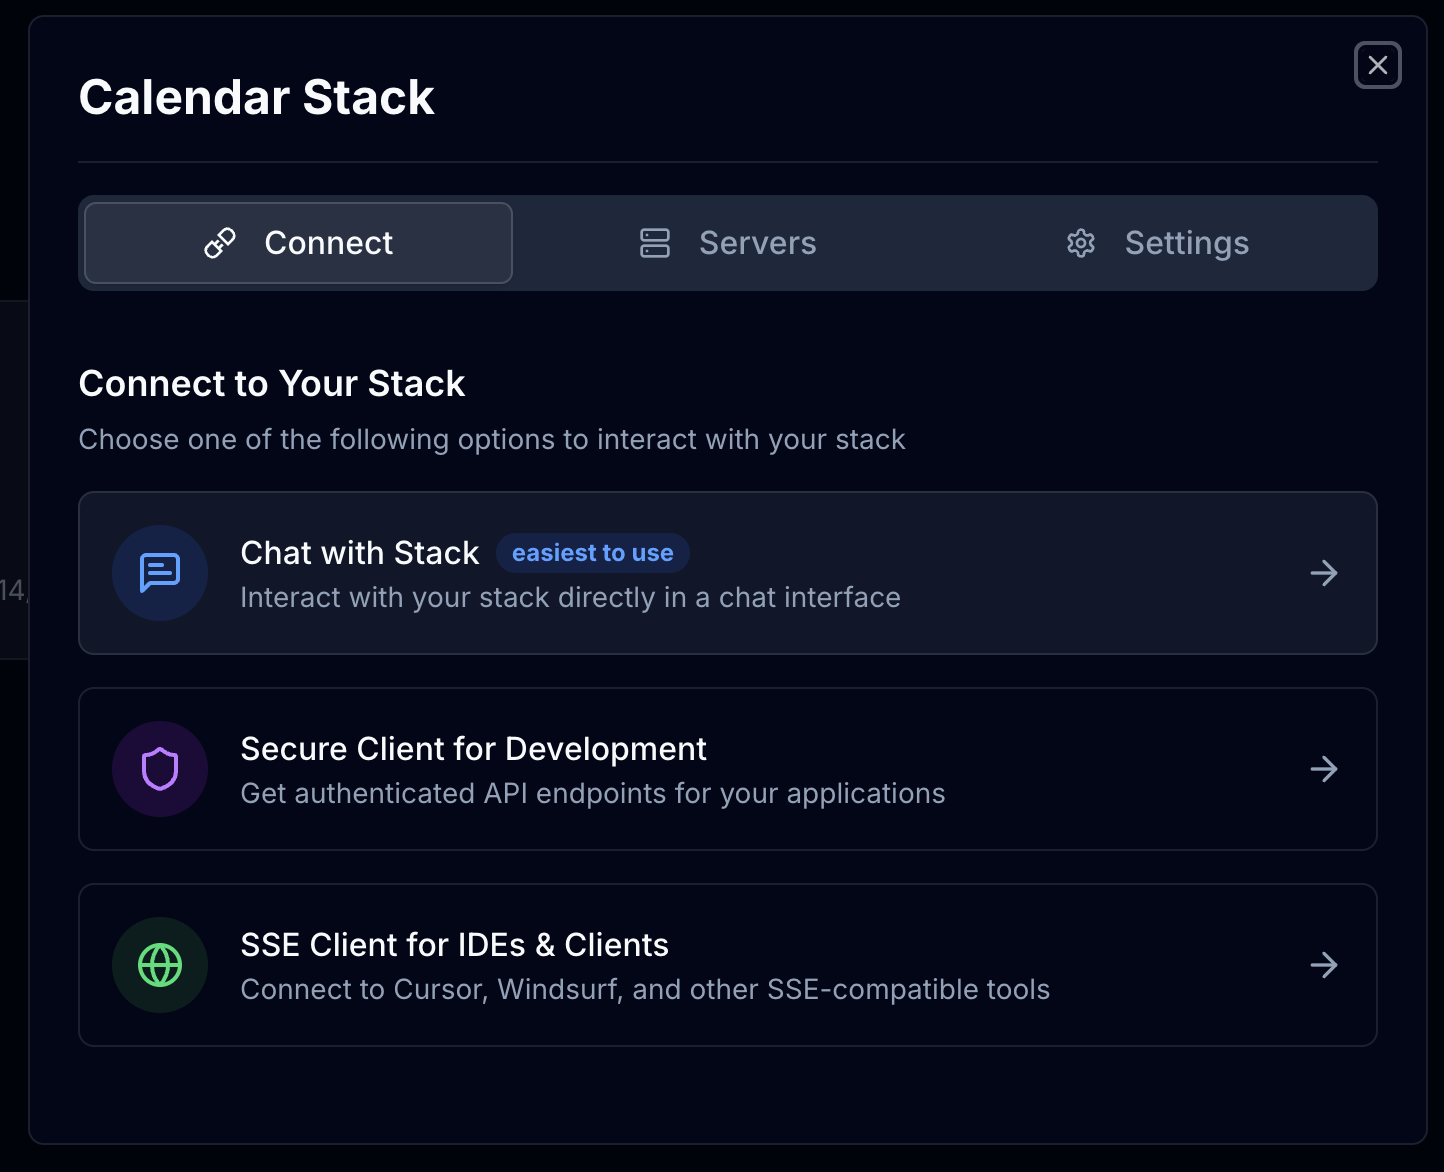 Calendar Stack
Connect
Servers
Settings
Connect to Your Stack
Choose one of the following options to interact with your stack
Chat with Stack easiest to use
Interact with your stack directly in a chat interface
14,
Secure Client for Development
Get authenticated API endpoints for your applications
SSE Client for IDEs & Clients
Connect to Cursor, Windsurf, and other SSE-compatible tools